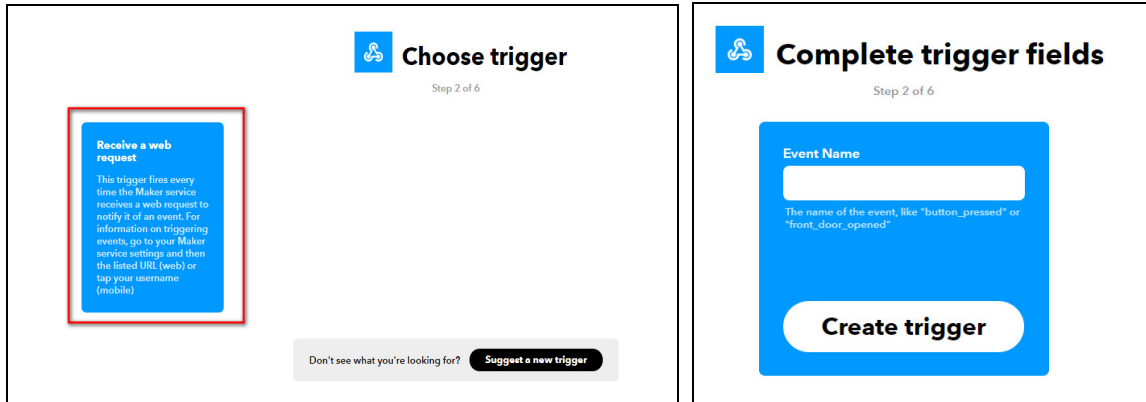 Choose trigger
Step 2 of 6
Receive a web
request
This trigger fires every
time the Maker service
receives a web request to
notify it of an event. For
information on triggering
events, go to your Maker
service settings and then
the listed URL (web) or
tap your username
(mobile)
Don't see what you're looking for? Suggest a new trigger
Complete trigger fields
Step 2 of 6
Event Name
The name of the event, like "button_pressed" or
"front_door_opened"
Create trigger